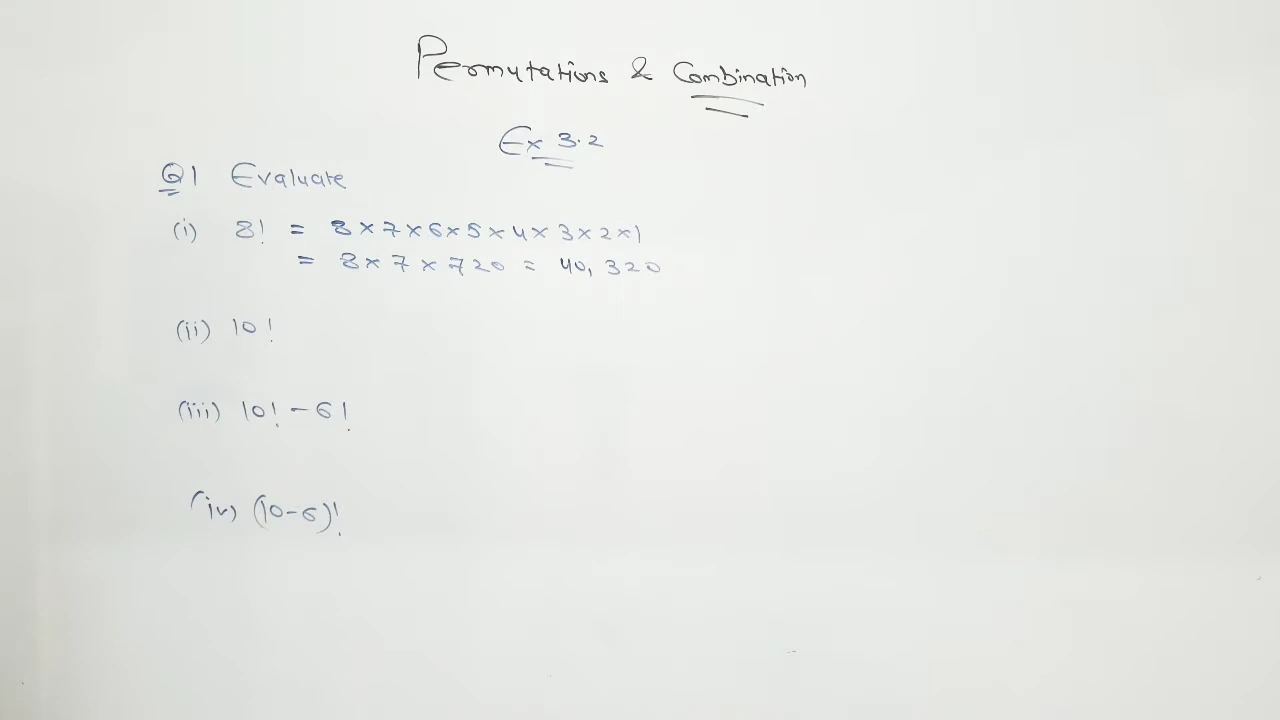 Permutations & Combination
Ex 3.2
Q1 Evaluate
(i) 8! = 8 × 7 × 6 × 5 × 4 × 3 × 2 × 1
= 8 × 7 × 720 = 40,320
(ii) 10!
(iii) 10! - 6!
(iv) (10-6)!